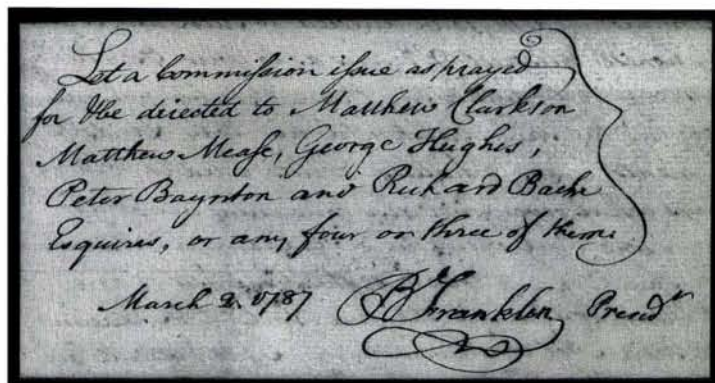 Let a Commission issue as prayed
for & be directed to Matthew Clarkson
Matthew Mease, George Hughes,
Peter Baynton and Richard Bache
Esquires, or any four or three of them.
March 2. 1787 B Franklin, Presid^t